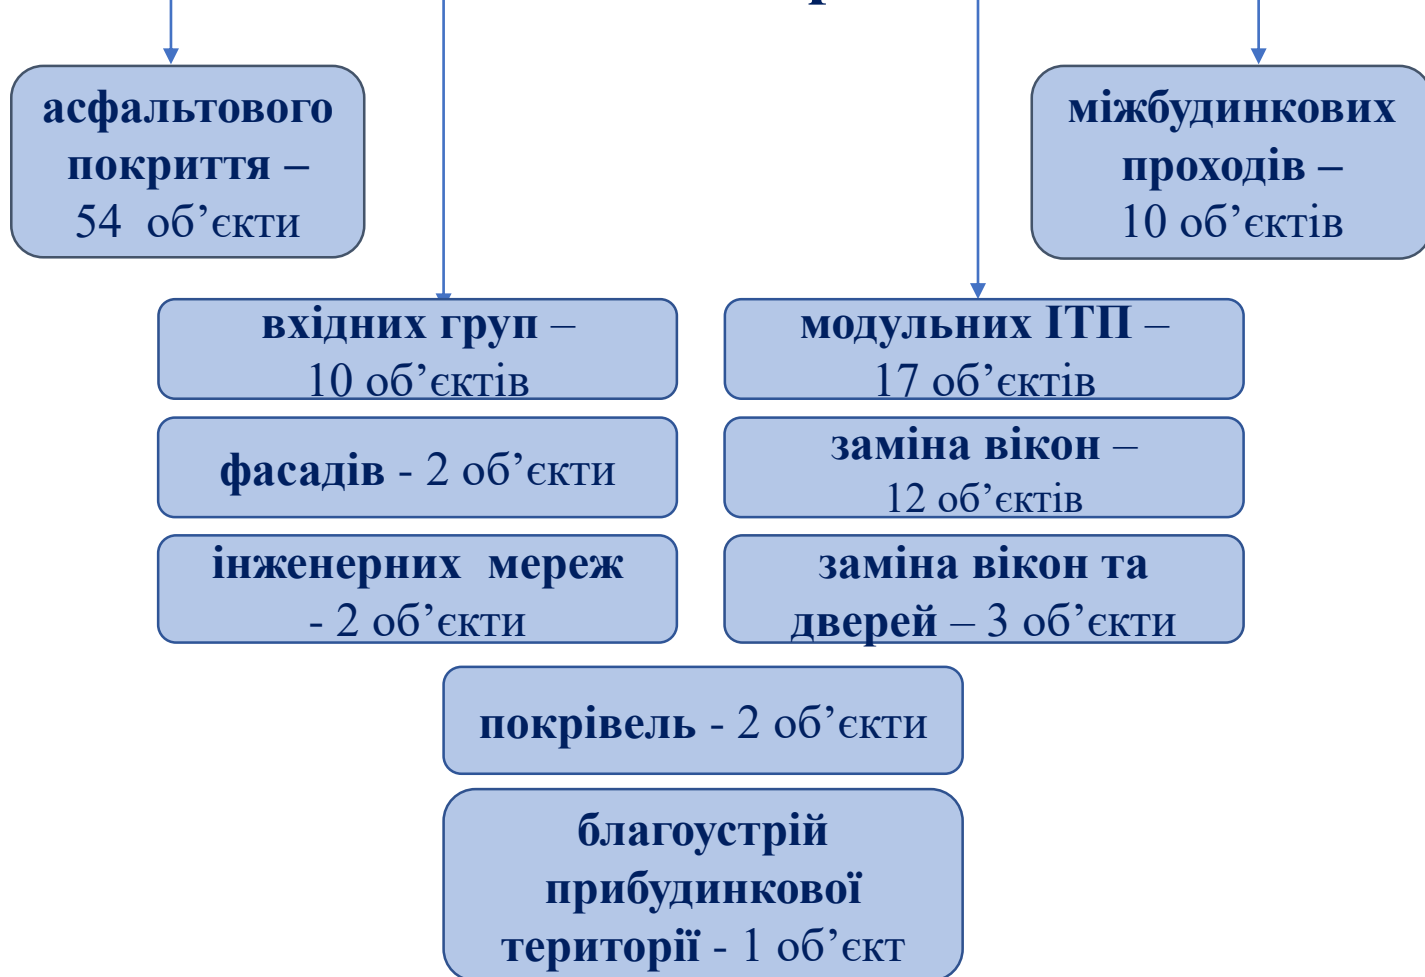 асфальтового
покриття –
54 об’єкти
міжбудинкових
проходів –
10 об’єктів
вхідних груп –
10 об’єктів
модульних ІТП –
17 об’єктів
фасадів - 2 об’єкти
заміна вікон –
12 об’єктів
інженерних мереж
- 2 об’єкти
заміна вікон та
дверей – 3 об’єкти
покрівель - 2 об’єкти
благоустрій
прибудинкової
території - 1 об’єкт